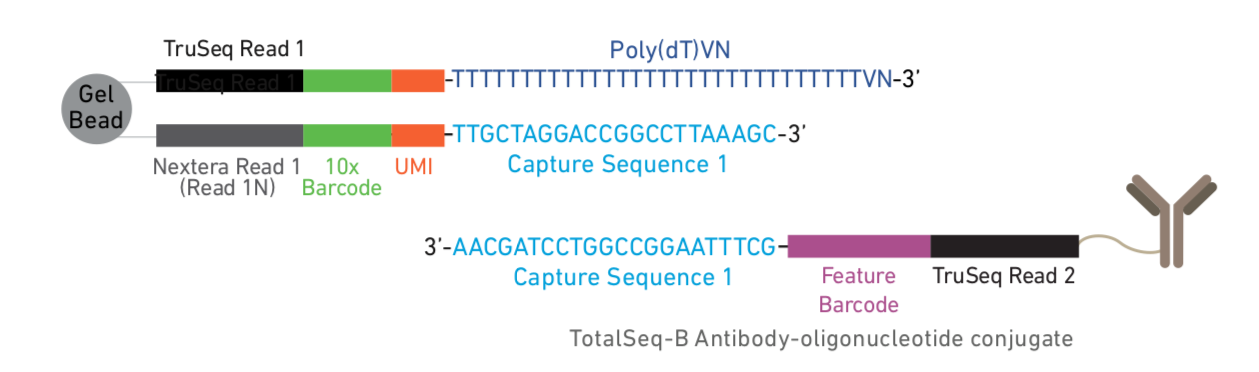 TruSeq Read 1
Poly(dT)VN
Gel
Bead
TruSeq Read 1
-TTTTTTTTTTTTTTTTTTTTTTTTTTTTTTVN-3’
-TTGCTAGGACCGGCCTTAAAGC-3’
Nextera Read 1
(Read 1N)
10x
Barcode
UMI
Capture Sequence 1
3’-AACGATCCTGGCCGGAATTTCG-
Capture Sequence 1
Feature
Barcode
TruSeq Read 2
TotalSeq-B Antibody-oligonucleotide conjugate